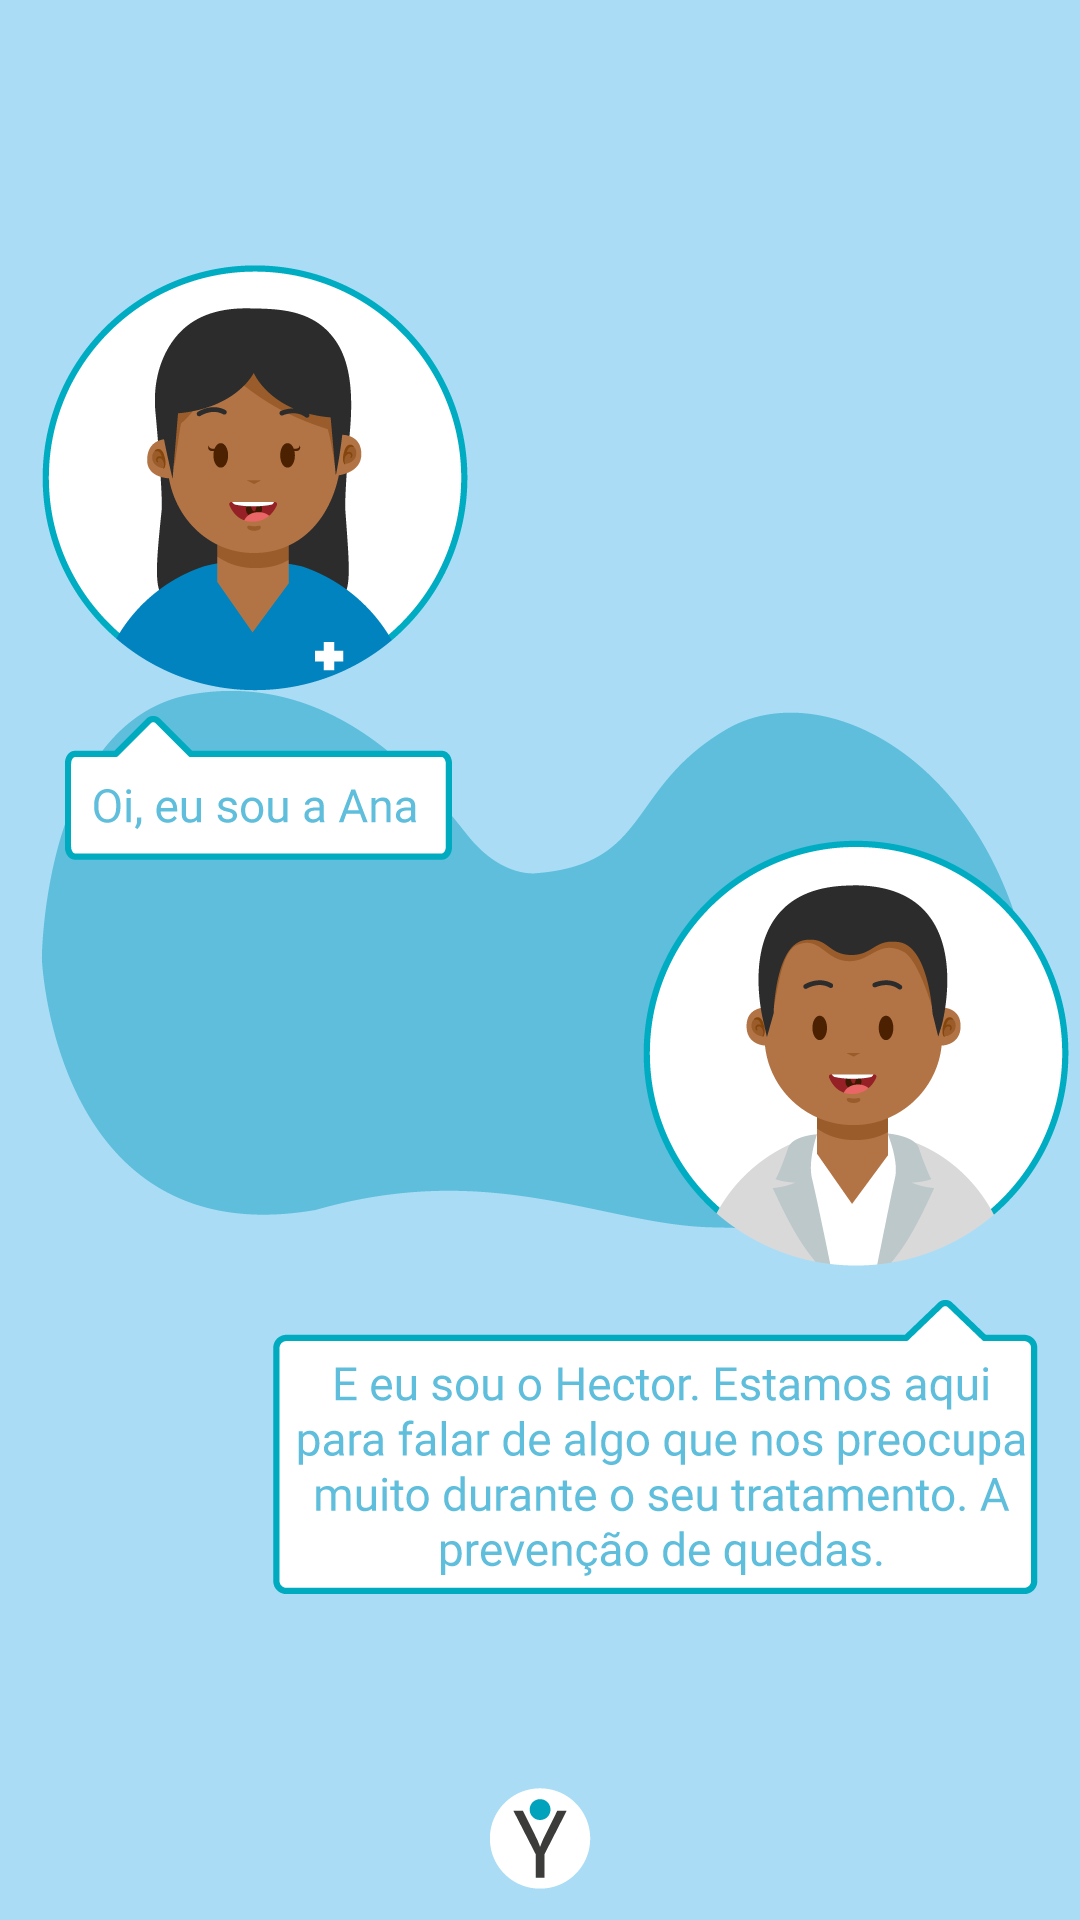 Oi, eu sou a Ana
E eu sou o Hector. Estamos aqui
para falar de algo que nos preocupa
muito durante o seu tratamento. A
prevenção de quedas.